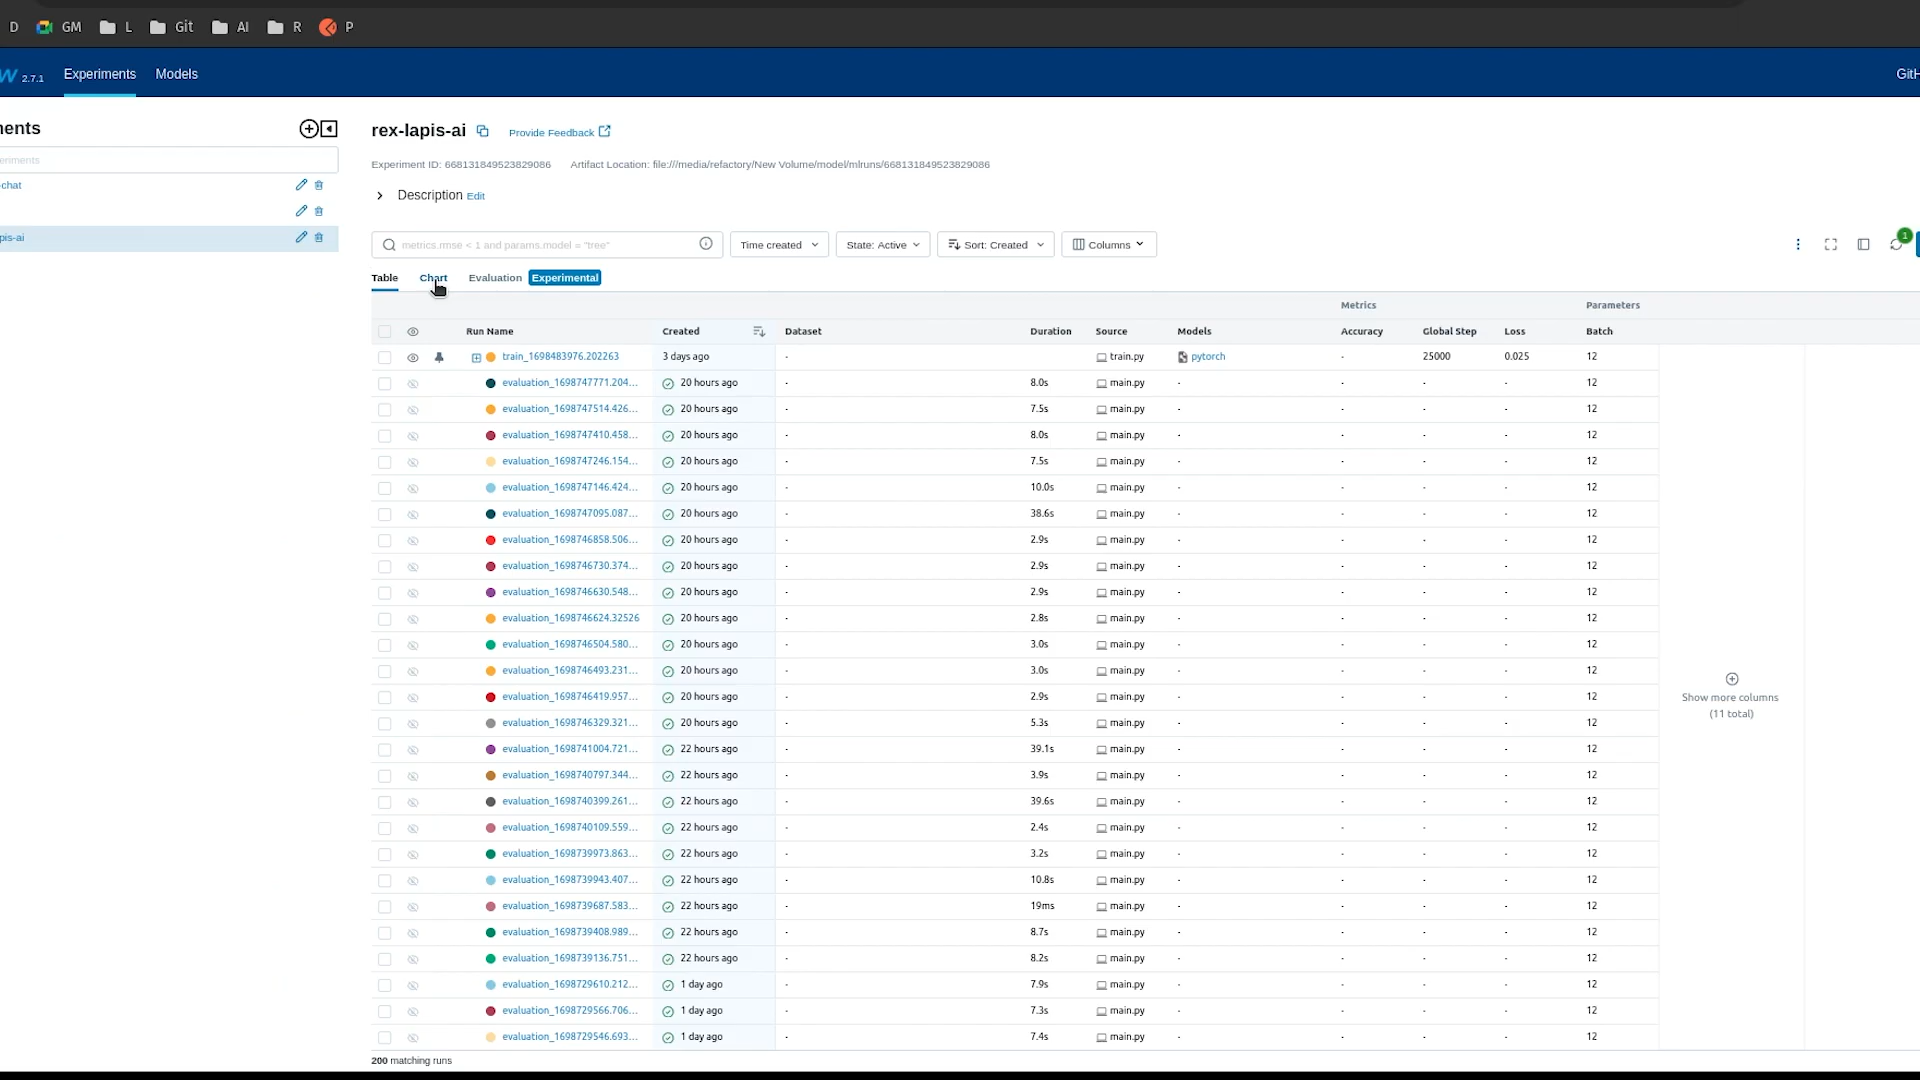 D GM L Git AI R P
2.7.1 Experiments Models
rex-lapis-ai Provide Feedback
Experiment ID: 668131849523829086 Artifact Location: file:///media/refactory/New Volume/model/mlruns/668131849523829086
-chat
Description Edit
metrics.rmse < 1 and params.model = "tree" Time created State: Active Sort: Created Columns 1
Table Chart Evaluation Experimental
Metrics Parameters
Run Name Created Dataset Duration Source Models Accuracy Global Step Loss Batch
train_1698483976.202263 3 days ago - train.py pytorch - 25000 0.025 12
evaluation_1698747771.204... 20 hours ago - 8.0s main.py - - - - 12
evaluation_1698747514.426... 20 hours ago - 7.5s main.py - - - - 12
evaluation_1698747410.458... 20 hours ago - 8.0s main.py - - - - 12
evaluation_1698747246.154... 20 hours ago - 7.5s main.py - - - - 12
evaluation_1698747146.424... 20 hours ago - 10.0s main.py - - - - 12
evaluation_1698747095.087... 20 hours ago - 38.6s main.py - - - - 12
evaluation_1698746858.506... 20 hours ago - 2.9s main.py - - - - 12
evaluation_1698746730.374... 20 hours ago - 2.9s main.py - - - - 12
evaluation_1698746630.548... 20 hours ago - 2.9s main.py - - - - 12
evaluation_1698746624.32526 20 hours ago - 2.8s main.py - - - - 12
evaluation_1698746504.580... 20 hours ago - 3.0s main.py - - - - 12
evaluation_1698746493.231... 20 hours ago - 3.0s main.py - - - - 12
evaluation_1698746419.957... 20 hours ago - 2.9s main.py - - - - 12
evaluation_1698746329.321... 20 hours ago - 5.3s main.py - - - - 12
evaluation_1698741004.721... 22 hours ago - 39.1s main.py - - - - 12
evaluation_1698740797.344... 22 hours ago - 3.9s main.py - - - - 12
evaluation_1698740399.261... 22 hours ago - 39.6s main.py - - - - 12
evaluation_1698740109.559... 22 hours ago - 2.4s main.py - - - - 12
evaluation_1698739973.863... 22 hours ago - 3.2s main.py - - - - 12
evaluation_1698739943.407... 22 hours ago - 10.8s main.py - - - - 12
evaluation_1698739687.583... 22 hours ago - 19ms main.py - - - - 12
evaluation_1698739408.989... 22 hours ago - 8.7s main.py - - - - 12
evaluation_1698739136.751... 22 hours ago - 8.2s main.py - - - - 12
evaluation_1698729610.212... 1 day ago - 7.9s main.py - - - - 12
evaluation_1698729566.706... 1 day ago - 7.3s main.py - - - - 12
evaluation_1698729546.693... 1 day ago - 7.4s main.py - - - - 12
Show more columns
(11 total)
200 matching runs